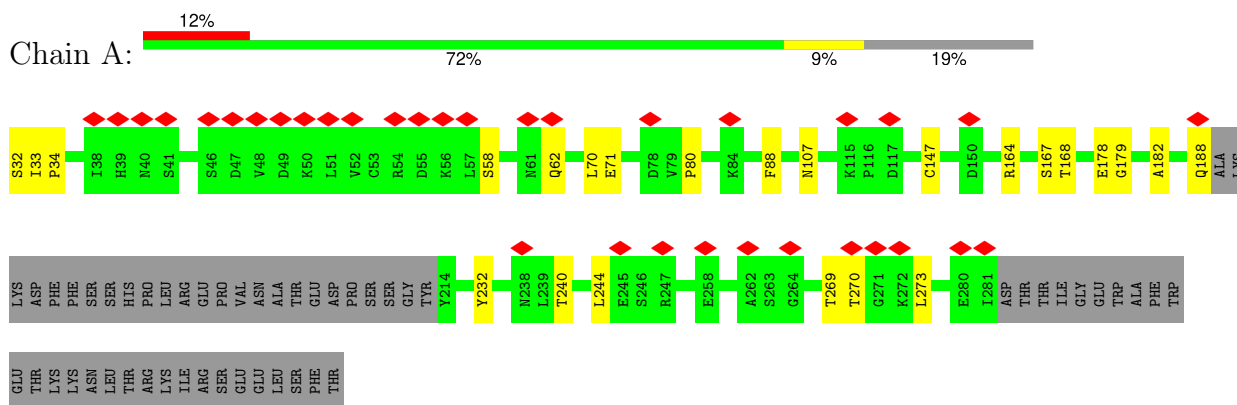 12%
Chain A:
72% 9% 19%
S32 I33 P34 I38 H39 N40 S41 S46 D47 V48 D49 K50 L51 V52 C53 R54 D55 K56 L57 S58 N61 Q62 L70 E71 D78 V79 P80 K84 F88 N107 K115 P116 D117 C147 D150 R164 S167 T168 E178 G179 A182 Q188 ALA
LYS ASP PHE PHE SER SER HIS PRO LEU ARG GLU PRO VAL ASN ALA THR GLU ASP PRO SER SER GLY TYR Y214 Y232 N238 L239 T240 L244 E245 S246 R247 E258 A262 S263 G264 T269 T270 G271 K272 L273 E280 I281 ASP THR THR ILE GLY GLU TRP ALA PHE TRP
GLU THR LYS LYS ASN LEU THR ARG LYS ILE ARG SER GLU GLU LEU SER PHE THR